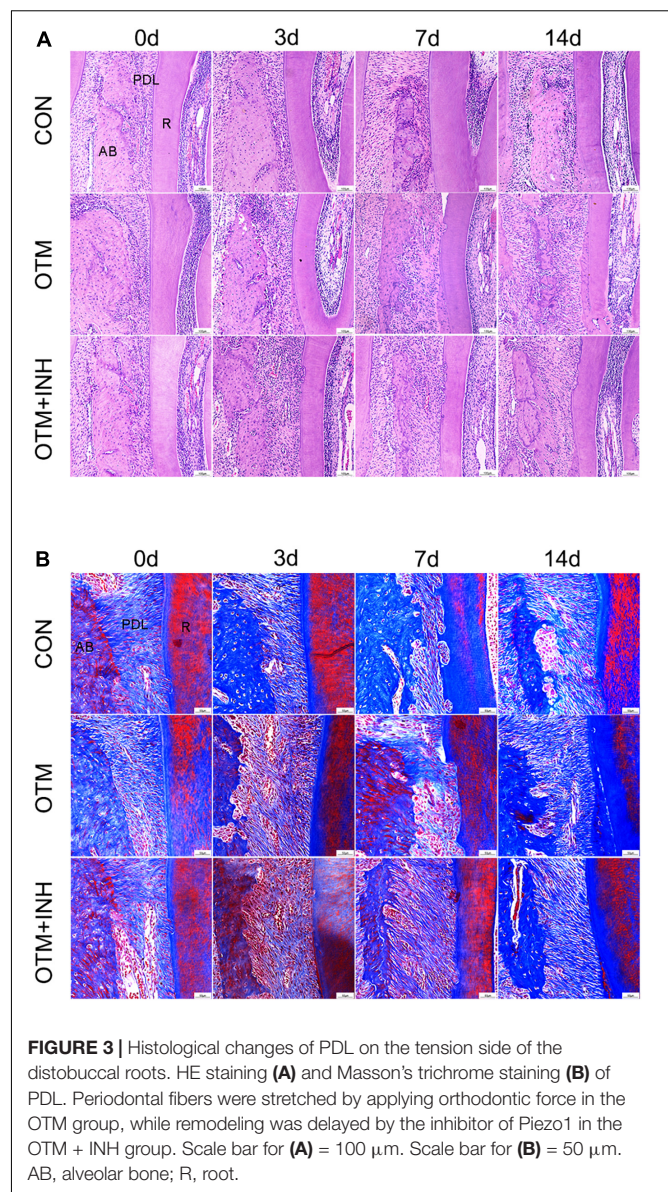 A
0d 3d 7d 14d
CON
PDL
R
AB
OTM
OTM+INH
B
0d 3d 7d 14d
CON
AB
PDL
R
OTM
OTM+INH
FIGURE 3 | Histological changes of PDL on the tension side of the
distobuccal roots. HE staining (A) and Masson's trichrome staining (B) of
PDL. Periodontal fibers were stretched by applying orthodontic force in the
OTM group, while remodeling was delayed by the inhibitor of Piezo1 in the
OTM + INH group. Scale bar for (A) = 100 μm. Scale bar for (B) = 50 μm.
AB, alveolar bone; R, root.